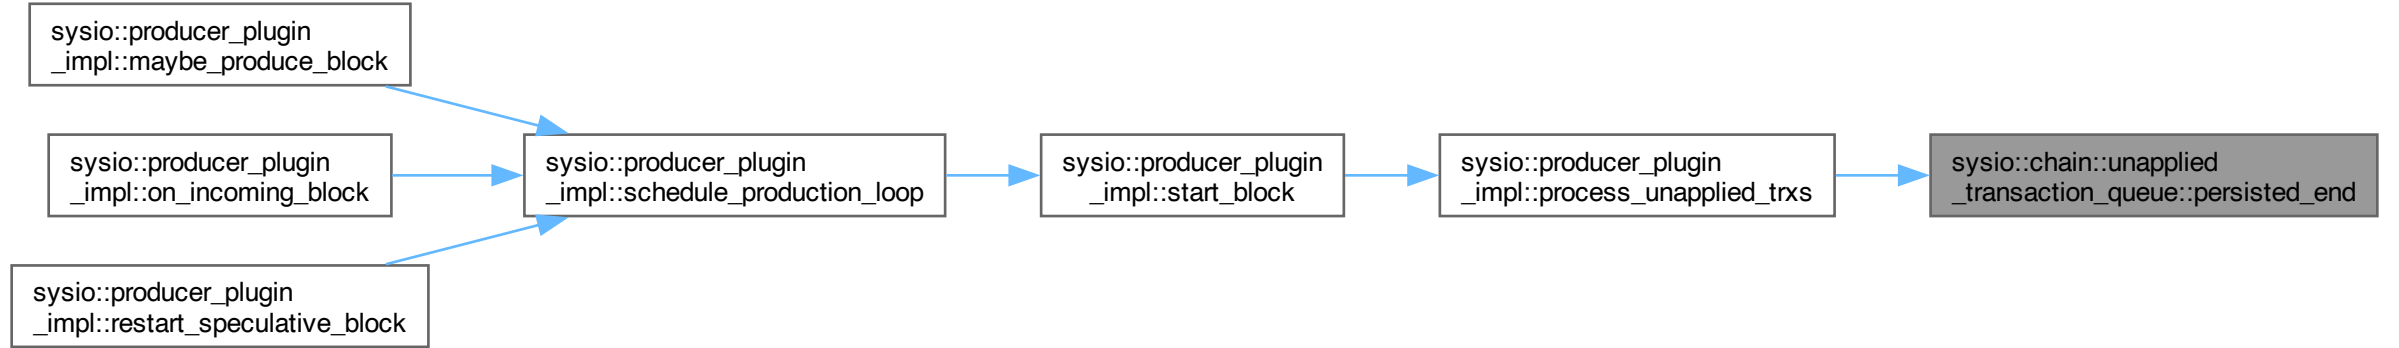 sysio::producer_plugin
_impl::maybe_produce_block
sysio::producer_plugin
_impl::on_incoming_block
sysio::producer_plugin
_impl::restart_speculative_block
sysio::producer_plugin
_impl::schedule_production_loop
sysio::producer_plugin
_impl::start_block
sysio::producer_plugin
_impl::process_unapplied_trxs
sysio::chain::unapplied
_transaction_queue::persisted_end